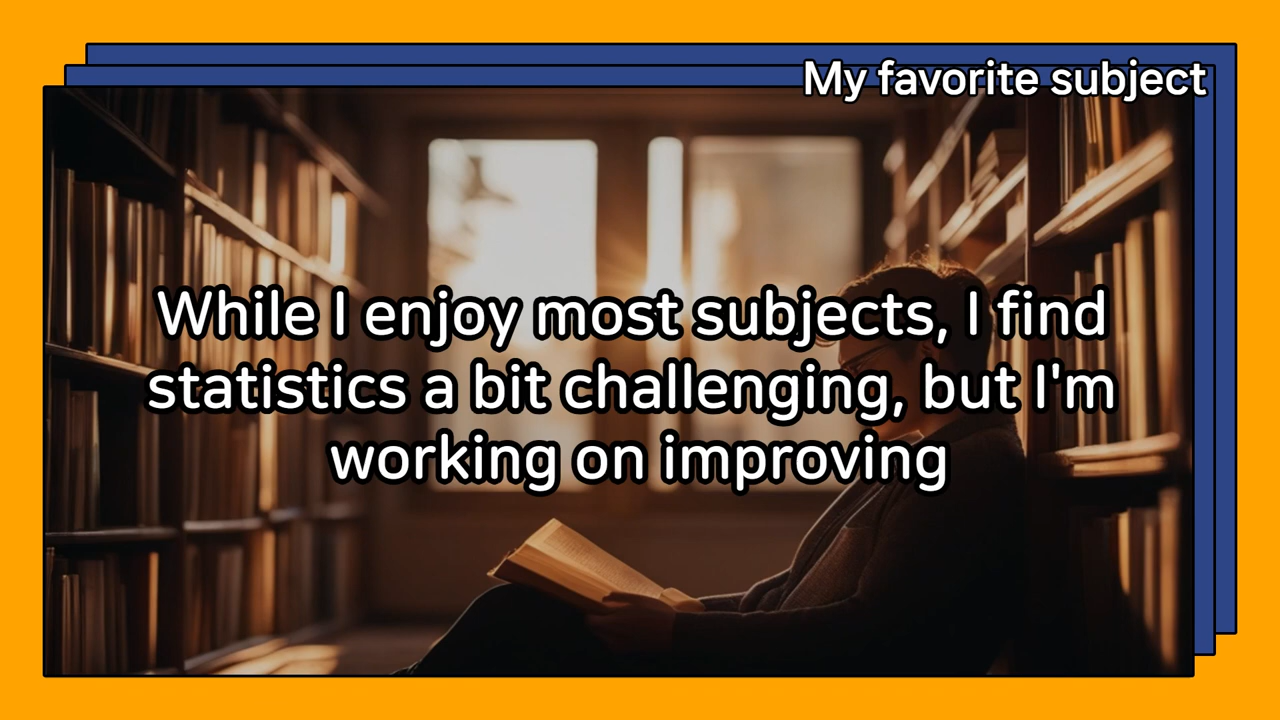 My favorite subject
While I enjoy most subjects, I find
statistics a bit challenging, but I'm
working on improving